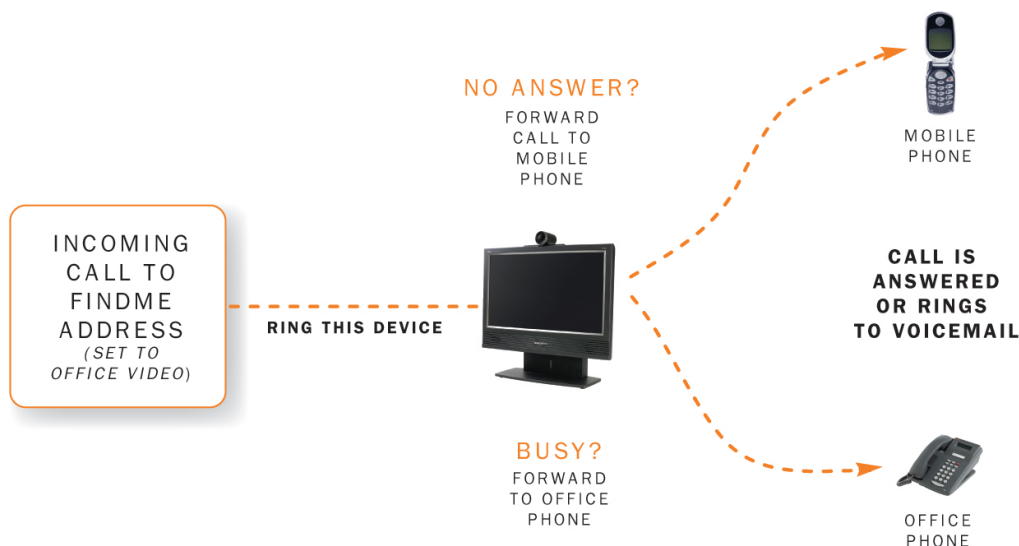 NO ANSWER?
FORWARD
CALL TO
MOBILE
PHONE
MOBILE
PHONE
INCOMING
CALL TO
FINDME
ADDRESS
(SET TO
OFFICE VIDEO)
RING THIS DEVICE
CALL IS
ANSWERED
OR RINGS
TO VOICEMAIL
BUSY?
FORWARD
TO OFFICE
PHONE
OFFICE
PHONE